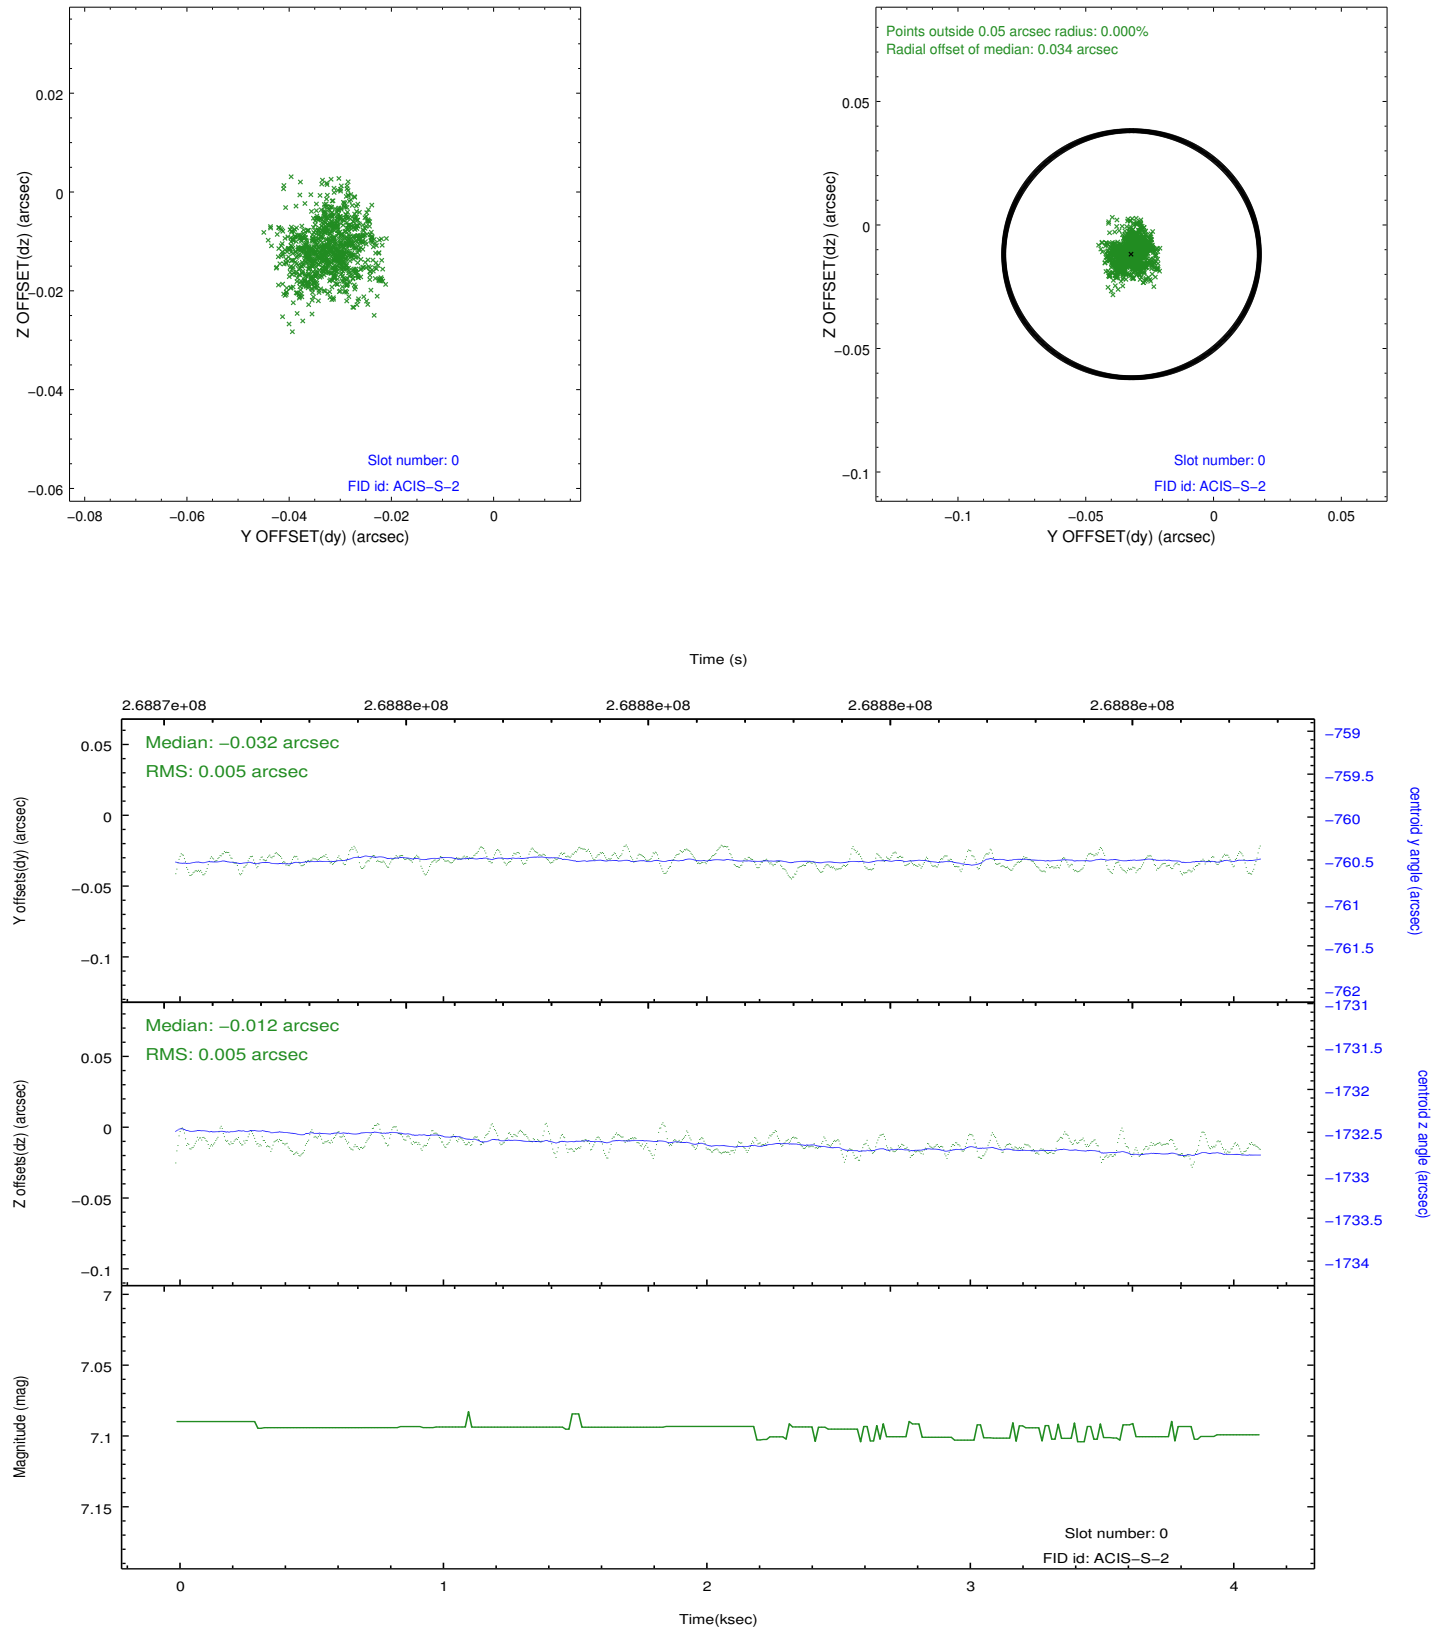 0.02
0
−0.02
−0.04
−0.06
Z OFFSET(dz) (arcsec)
Slot number: 0
FID id: ACIS−S−2
−0.08
−0.06
−0.04
−0.02
0
Y OFFSET(dy) (arcsec)
Points outside 0.05 arcsec radius: 0.000%
Radial offset of median: 0.034 arcsec
0.05
0
−0.05
−0.1
Z OFFSET(dz) (arcsec)
Slot number: 0
FID id: ACIS−S−2
−0.1
−0.05
0
0.05
Y OFFSET(dy) (arcsec)
Time (s)
2.6887e+08
2.6888e+08
2.6888e+08
2.6888e+08
2.6888e+08
Median: −0.032 arcsec
RMS: 0.005 arcsec
0.05
0
−0.05
−0.1
Y offsets(dy) (arcsec)
−759
−759.5
−760
−760.5
−761
−761.5
−762
centroid y angle (arcsec)
Median: −0.012 arcsec
RMS: 0.005 arcsec
0.05
0
−0.05
−0.1
Z offsets(dz) (arcsec)
−1731
−1731.5
−1732
−1732.5
−1733
−1733.5
−1734
centroid z angle (arcsec)
7
7.05
7.1
7.15
Magnitude (mag)
Slot number: 0
FID id: ACIS−S−2
0
1
2
3
4
Time(ksec)